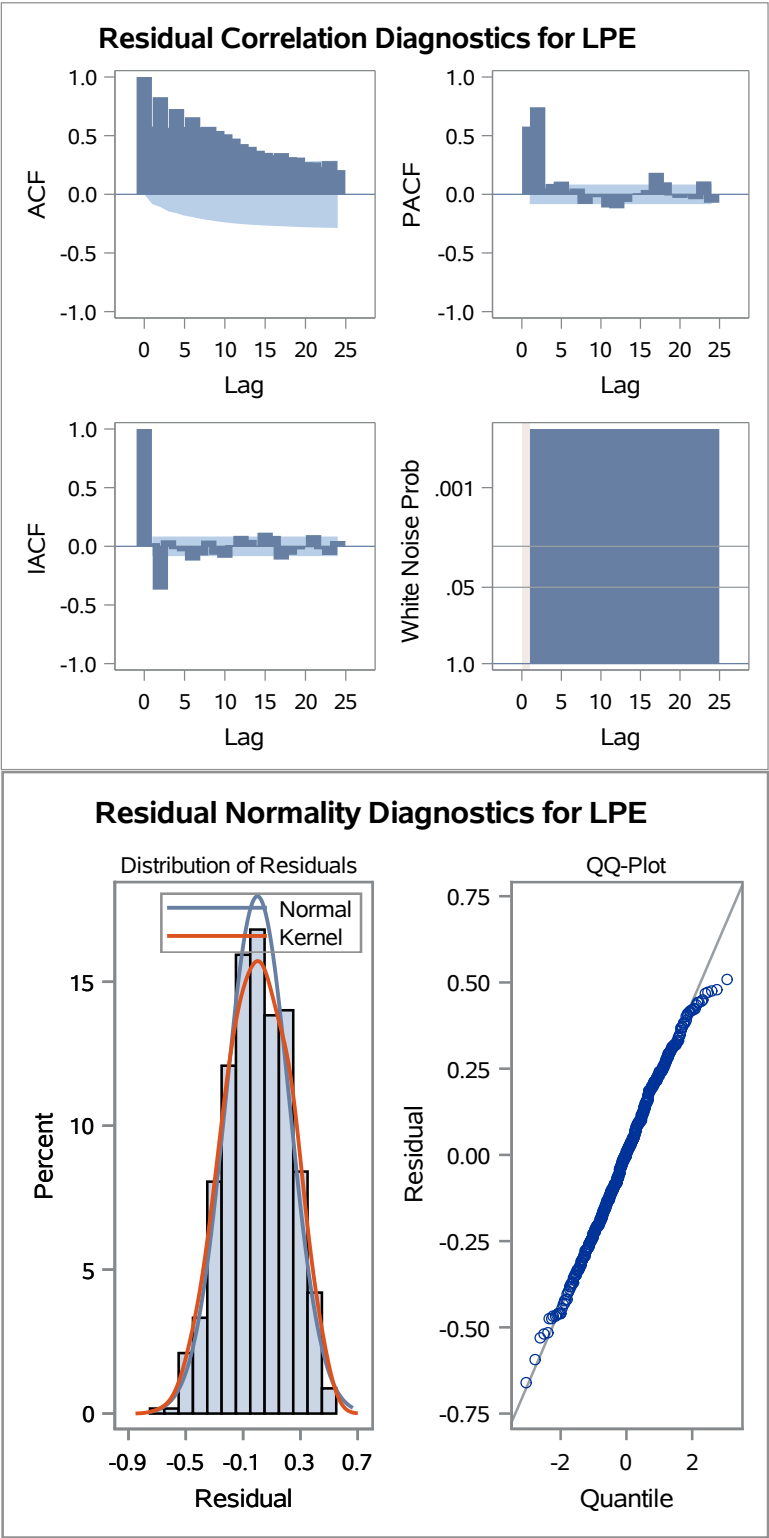 Residual Correlation Diagnostics for LPE
ACF
1.0
0.5
0.0
-0.5
-1.0
0 5 10 15 20 25
Lag
PACF
1.0
0.5
0.0
-0.5
-1.0
0 5 10 15 20 25
Lag
IACF
1.0
0.5
0.0
-0.5
-1.0
0 5 10 15 20 25
Lag
White Noise Prob
.001
.05
1.0
0 5 10 15 20 25
Lag
Residual Normality Diagnostics for LPE
Distribution of Residuals
Normal
Kernel
Percent
15
10
5
0
-0.9 -0.5 -0.1 0.3 0.7
Residual
QQ-Plot
Residual
0.75
0.50
0.25
0.00
-0.25
-0.50
-0.75
-2 0 2
Quantile